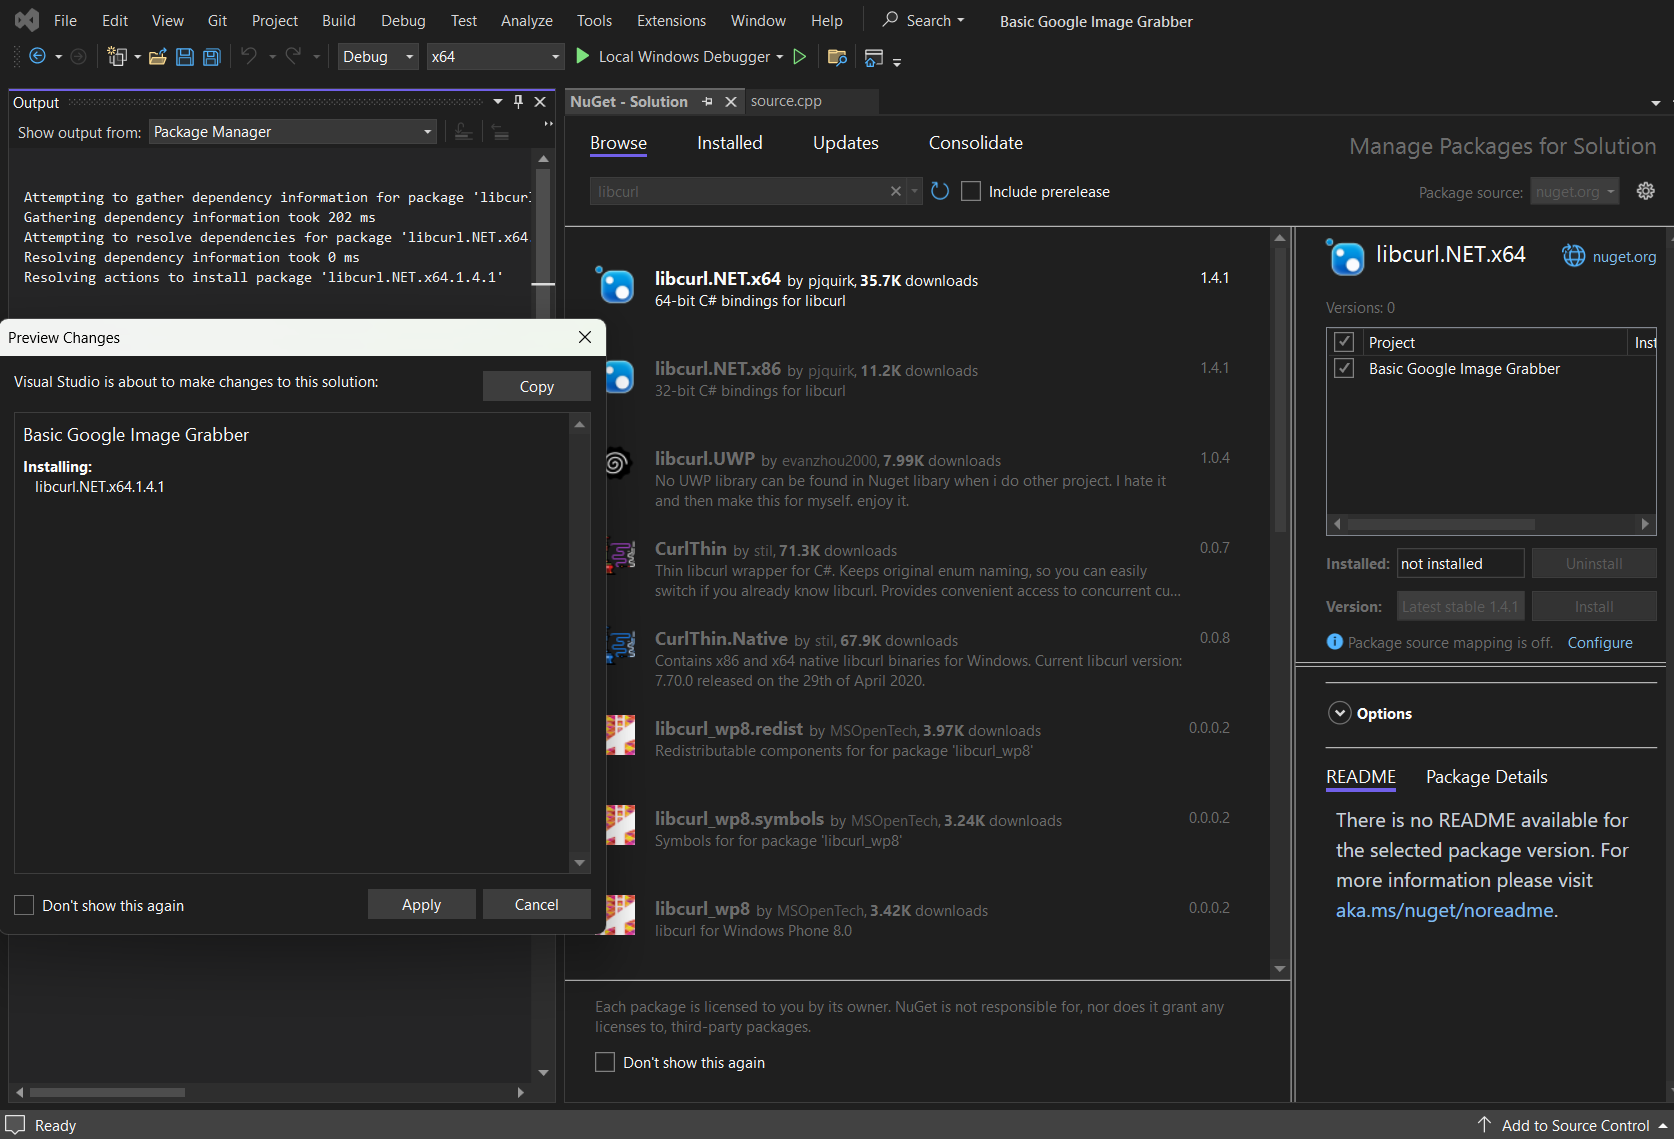 File Edit View Git Project Build Debug Test Analyze Tools Extensions Window Help Search Basic Google Image Grabber
Debug x64 Local Windows Debugger
Output
Show output from: Package Manager
Attempting to gather dependency information for package 'libcurl
Gathering dependency information took 202 ms
Attempting to resolve dependencies for package 'libcurl.NET.x64
Resolving dependency information took 0 ms
Resolving actions to install package 'libcurl.NET.x64.1.4.1'
Preview Changes
Visual Studio is about to make changes to this solution:
Copy
Basic Google Image Grabber
Installing:
libcurl.NET.x64.1.4.1
Don't show this again
Apply Cancel
NuGet - Solution source.cpp
Browse Installed Updates Consolidate
Manage Packages for Solution
libcurl
Include prerelease
Package source: nuget.org
libcurl.NET.x64 by pjquirk, 35.7K downloads 1.4.1
64-bit C# bindings for libcurl
libcurl.NET.x86 by pjquirk, 11.2K downloads 1.4.1
32-bit C# bindings for libcurl
libcurl.UWP by evanzhou2000, 7.99K downloads 1.0.4
No UWP library can be found in Nuget libary when i do other project. I hate it
and then make this for myself. enjoy it.
CurlThin by stil, 71.3K downloads 0.0.7
Thin libcurl wrapper for C#. Keeps original enum naming, so you can easily
switch if you already know libcurl. Provides convenient access to concurrent cu...
CurlThin.Native by stil, 67.9K downloads 0.0.8
Contains x86 and x64 native libcurl binaries for Windows. Current libcurl version:
7.70.0 released on the 29th of April 2020.
libcurl_wp8.redist by MSOpenTech, 3.97K downloads 0.0.0.2
Redistributable components for for package 'libcurl_wp8'
libcurl_wp8.symbols by MSOpenTech, 3.24K downloads 0.0.0.2
Symbols for for package 'libcurl_wp8'
libcurl_wp8 by MSOpenTech, 3.42K downloads 0.0.0.2
libcurl for Windows Phone 8.0
Each package is licensed to you by its owner. NuGet is not responsible for, nor does it grant any
licenses to, third-party packages.
Don't show this again
libcurl.NET.x64 nuget.org
Versions: 0
Project Inst
Basic Google Image Grabber
Installed: not installed Uninstall
Version: Latest stable 1.4.1 Install
Package source mapping is off. Configure
Options
README Package Details
There is no README available for
the selected package version. For
more information please visit
aka.ms/nuget/noreadme.
Ready
Add to Source Control